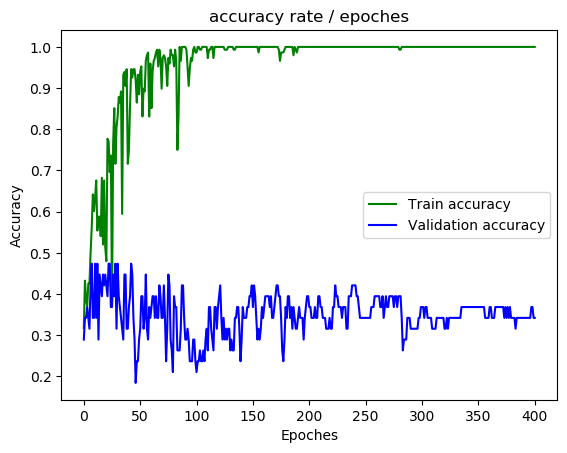 accuracy rate / epoches
1.0
0.9
0.8
0.7
0.6
0.5
0.4
0.3
0.2
Accuracy
Train accuracy
Validation accuracy
0 50 100 150 200 250 300 350 400
Epoches